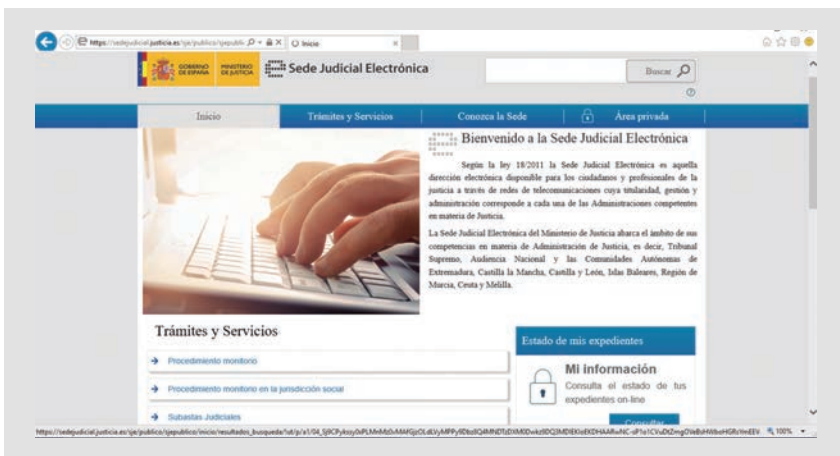 Inicio
GOBIERNO DE ESPAÑA
MINISTERIO DE JUSTICIA
Sede Judicial Electrónica
Buscar
Inicio
Trámites y Servicios
Conozca la Sede
Área privada
Bienvenido a la Sede Judicial Electrónica
Según la ley 18/2011 la Sede Judicial Electrónica es aquella
dirección electrónica disponible para los ciudadanos y profesionales de la
justicia a través de redes de telecomunicaciones cuya titularidad, gestión y
administración corresponde a cada una de las Administraciones competentes
en materia de Justicia.
La Sede Judicial Electrónica del Ministerio de Justicia abarca el ámbito de sus
competencias en materia de Administración de Justicia, es decir, Tribunal
Supremo, Audiencia Nacional y las Comunidades Autónomas de
Extremadura, Castilla la Mancha, Castilla y León, Islas Baleares, Región de
Murcia, Ceuta y Melilla.
Trámites y Servicios
Procedimiento monitorio
Procedimiento monitorio en la jurisdicción social
Subastas Judiciales
Estado de mis expedientes
Mi información
Consulta el estado de tus
expedientes on-line
Consultar
100%